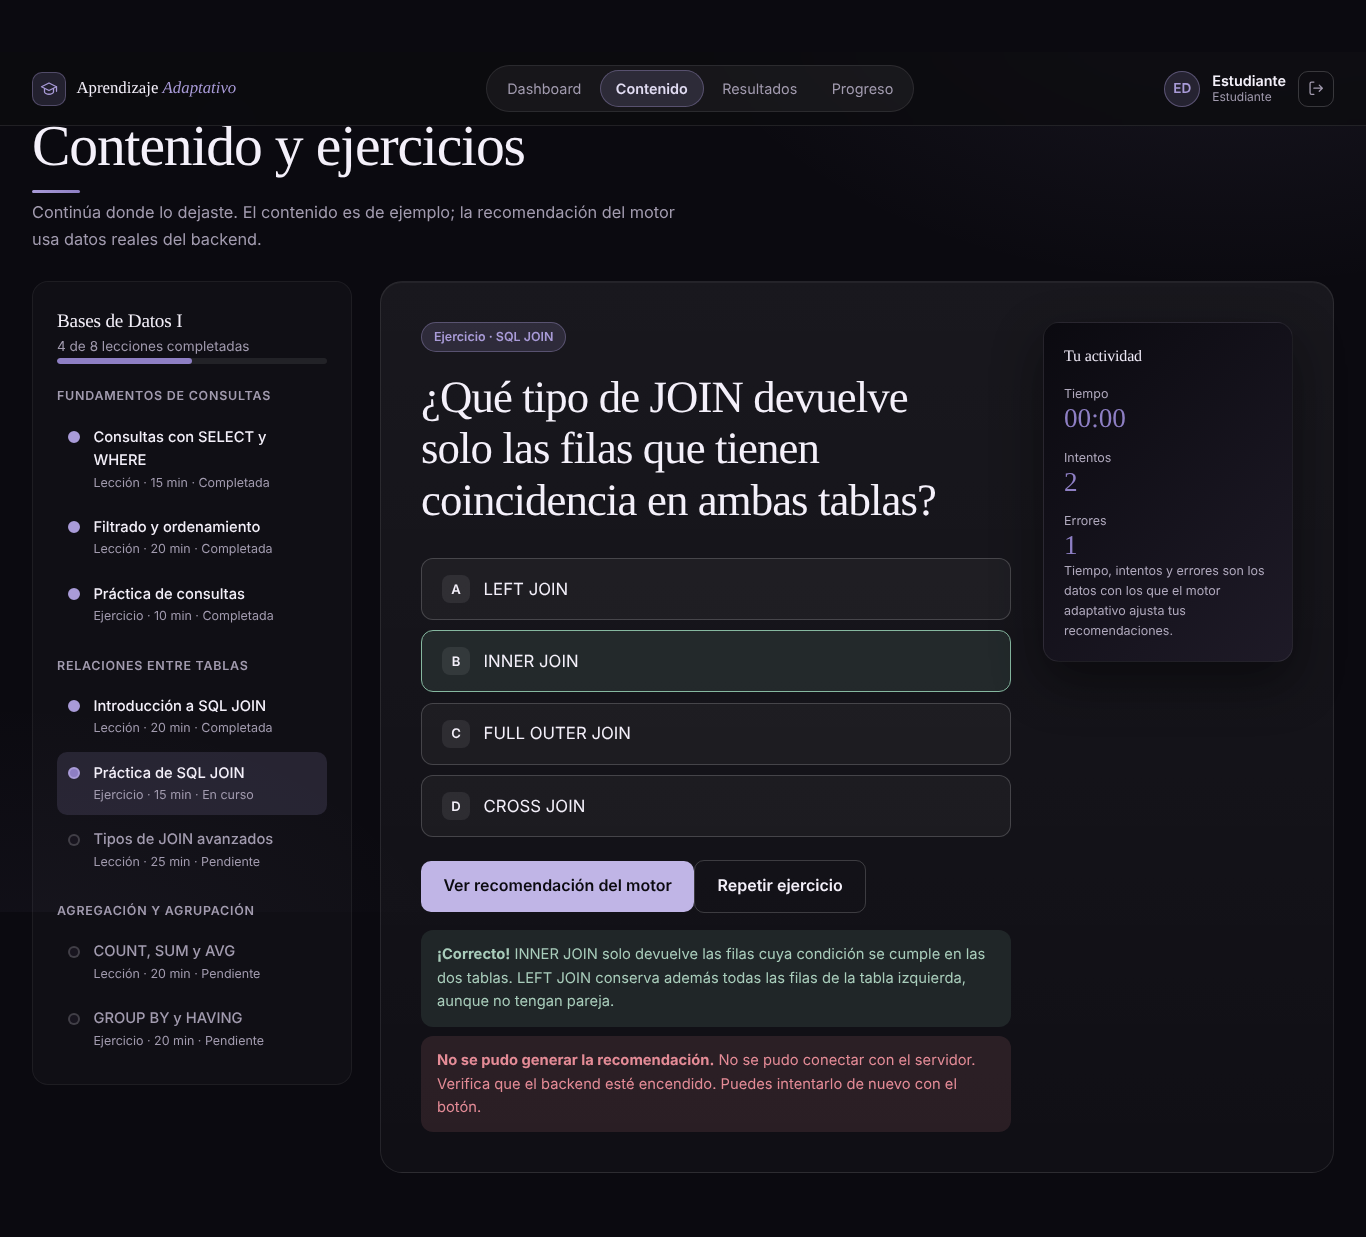 Aprendizaje Adaptativo
Dashboard
Contenido
Resultados
Progreso
ED
Estudiante
Estudiante
Contenido y ejercicios
Continúa donde lo dejaste. El contenido es de ejemplo; la recomendación del motor
usa datos reales del backend.
Bases de Datos I
4 de 8 lecciones completadas
FUNDAMENTOS DE CONSULTAS
Consultas con SELECT y
WHERE
Lección · 15 min · Completada
Filtrado y ordenamiento
Lección · 20 min · Completada
Práctica de consultas
Ejercicio · 10 min · Completada
RELACIONES ENTRE TABLAS
Introducción a SQL JOIN
Lección · 20 min · Completada
Práctica de SQL JOIN
Ejercicio · 15 min · En curso
Tipos de JOIN avanzados
Lección · 25 min · Pendiente
AGREGACIÓN Y AGRUPACIÓN
COUNT, SUM y AVG
Lección · 20 min · Pendiente
GROUP BY y HAVING
Ejercicio · 20 min · Pendiente
Ejercicio · SQL JOIN
¿Qué tipo de JOIN devuelve
solo las filas que tienen
coincidencia en ambas tablas?
A LEFT JOIN
B INNER JOIN
C FULL OUTER JOIN
D CROSS JOIN
Ver recomendación del motor
Repetir ejercicio
¡Correcto! INNER JOIN solo devuelve las filas cuya condición se cumple en las
dos tablas. LEFT JOIN conserva además todas las filas de la tabla izquierda,
aunque no tengan pareja.
No se pudo generar la recomendación. No se pudo conectar con el servidor.
Verifica que el backend esté encendido. Puedes intentarlo de nuevo con el
botón.
Tu actividad
Tiempo
00:00
Intentos
2
Errores
1
Tiempo, intentos y errores son los
datos con los que el motor
adaptativo ajusta tus
recomendaciones.